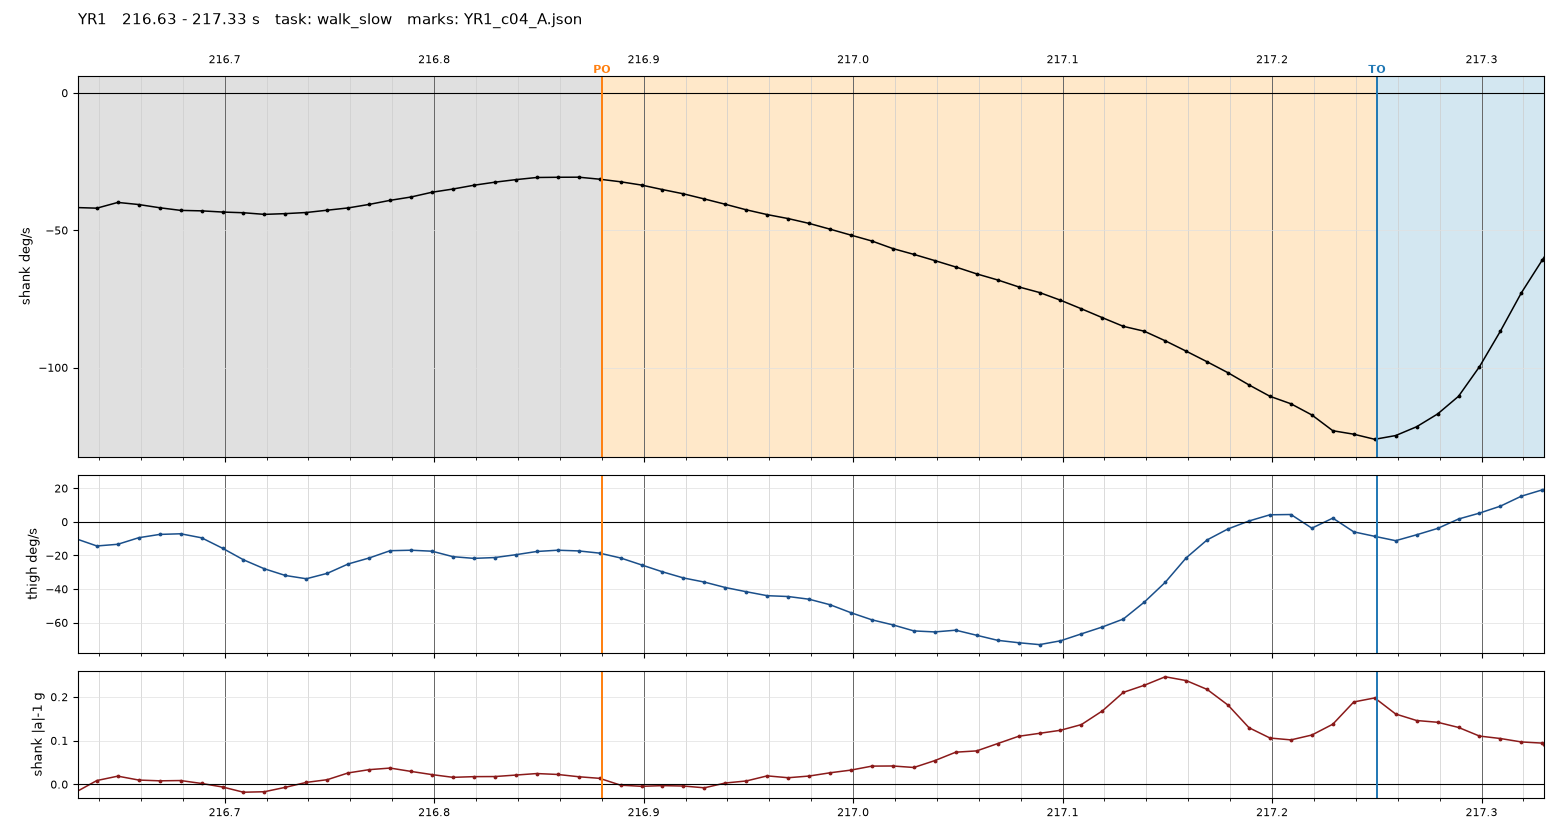 YR1   216.63 - 217.33 s   task: walk_slow   marks: YR1_c04_A.json
216.7 216.8 216.9 217.0 217.1 217.2 217.3
PO TO
0
−50
−100
shank deg/s
20
0
−20
−40
−60
thigh deg/s
0.2
0.1
0.0
shank |a|-1 g
216.7 216.8 216.9 217.0 217.1 217.2 217.3